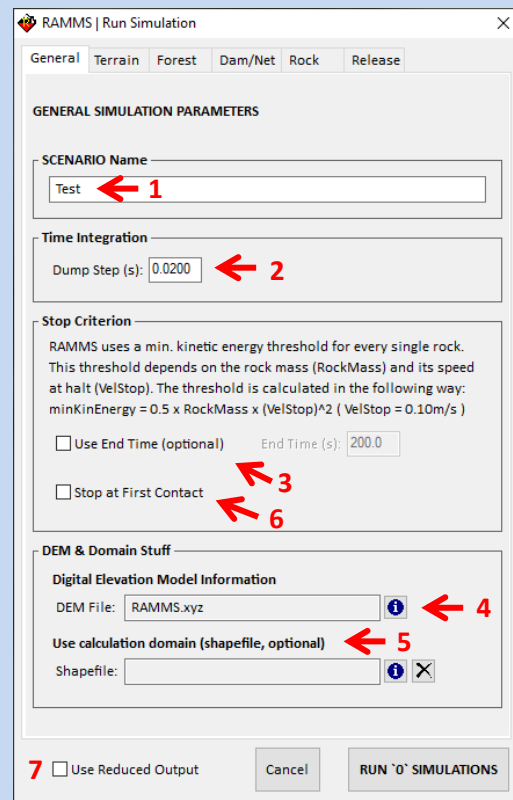 RAMMS | Run Simulation
General Terrain Forest Dam/Net Rock Release
GENERAL SIMULATION PARAMETERS
SCENARIO Name
Test 1
Time Integration
Dump Step (s): 0.0200 2
Stop Criterion
RAMMS uses a min. kinetic energy threshold for every single rock.
This threshold depends on the rock mass (RockMass) and its speed
at halt (VelStop). The threshold is calculated in the following way:
minKinEnergy = 0.5 x RockMass x (VelStop)^2 ( VelStop = 0.10m/s )
Use End Time (optional) End Time (s): 200.0
3
Stop at First Contact
6
DEM & Domain Stuff
Digital Elevation Model Information
DEM File: RAMMS.xyz 4
Use calculation domain (shapefile, optional) 5
Shapefile:
7 Use Reduced Output Cancel RUN `0` SIMULATIONS